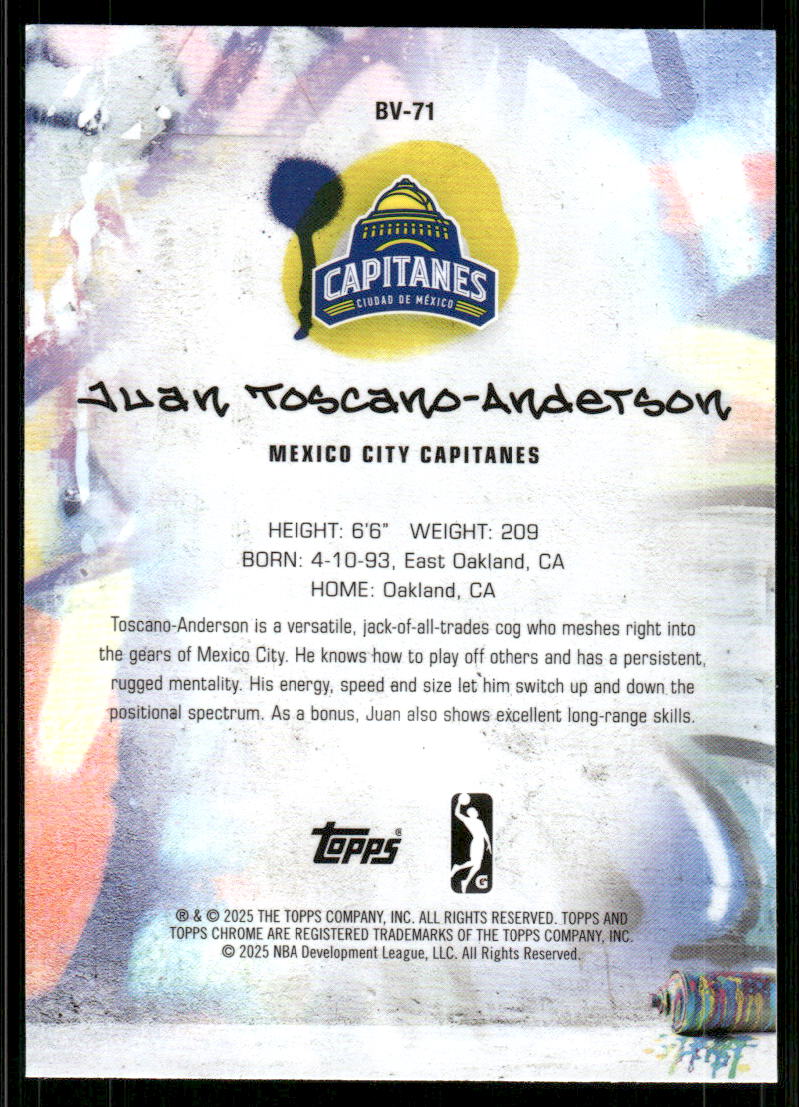 BV-71
CAPITANES
CIUDAD DE MÉXICO
Juan Toscano-Anderson
MEXICO CITY CAPITANES
HEIGHT: 6'6" WEIGHT: 209
BORN: 4-10-93, East Oakland, CA
HOME: Oakland, CA
Toscano-Anderson is a versatile, jack-of-all-trades cog who meshes right into
the gears of Mexico City. He knows how to play off others and has a persistent,
rugged mentality. His energy, speed and size let him switch up and down the
positional spectrum. As a bonus, Juan also shows excellent long-range skills.
topps®
G
® & © 2025 THE TOPPS COMPANY, INC. ALL RIGHTS RESERVED. TOPPS AND
TOPPS CHROME ARE REGISTERED TRADEMARKS OF THE TOPPS COMPANY, INC.
© 2025 NBA Development League, LLC. All Rights Reserved.